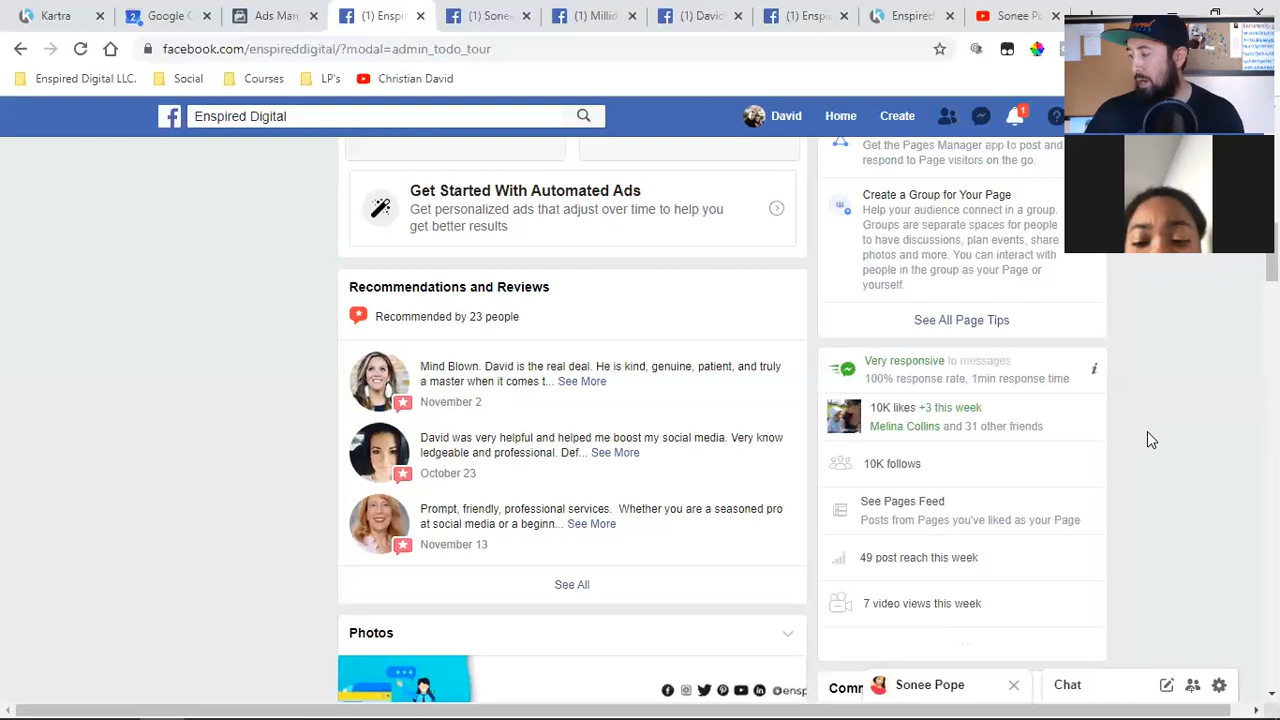 Kartra
Google
Ads Man
(1) Enspi
Sonee
(1) Millio
(1) David
(1) Enspi
Enspired
Sonee Po
facebook.com/enspireddigital/?modal=admin_todo_tour
Enspired Digital LLC.
Social
Courses
LP's
Christian Dail
Enspired Digital
David
Home
Create
1
Get the Pages Manager app to post and
respond to Page visitors on the go.
Get Started With Automated Ads
Get personalized ads that adjust over time to help you
get better results
Create a Group for Your Page
Help your audience connect in a group.
Groups are separate spaces for people
to have discussions, plan events, share
photos and more. You can interact with
people in the group as your Page or
yourself.
See All Page Tips
Recommendations and Reviews
Recommended by 23 people
Mind Blown. David is the real deal. He is kind, genuine, patient, and truly
a master when it comes t... See More
November 2
David was very helpful and helped me boost my social media. Very know
ledgeable and professional. Def... See More
October 23
Prompt, friendly, professional services. Whether you are a seasoned pro
at social media or a beginn... See More
November 13
See All
Photos
@ensp
Very responsive to messages
100% response rate, 1min response time
10K likes +3 this week
Melina Collins and 31 other friends
10K follows
See Pages Feed
Posts from Pages you've liked as your Page
49 post reach this week
7 video views this week
Comm
Sonee Pope
Chat